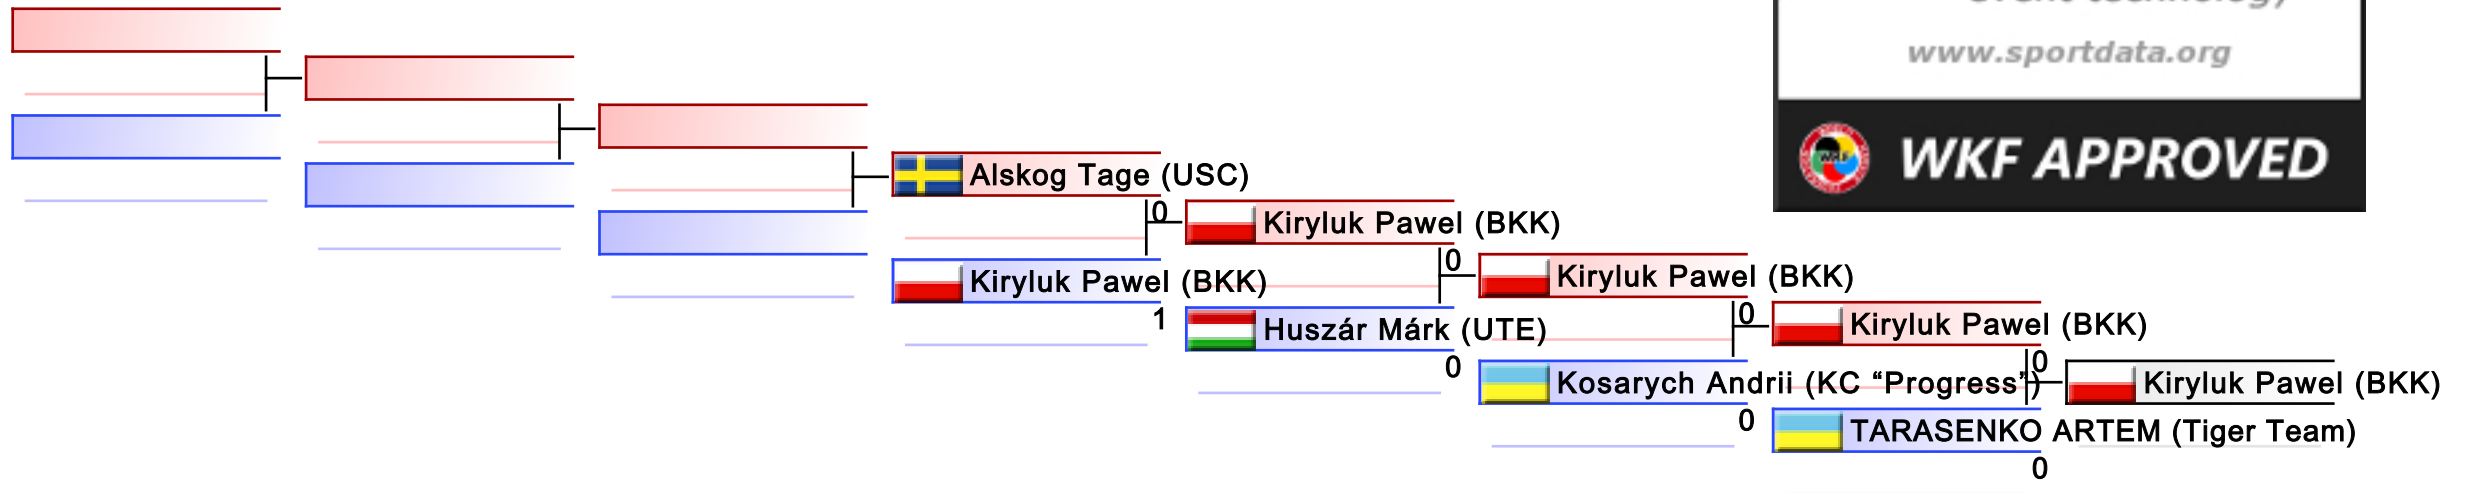 www.sportdata.org
WKF APPROVED
Alskog Tage (USC)
0
Kiryluk Pawel (BKK)
Kiryluk Pawel (BKK)
1
0
Kiryluk Pawel (BKK)
Huszár Márk (UTE)
0
0
Kiryluk Pawel (BKK)
Kosarych Andrii (KC “Progress”)
0
0
Kiryluk Pawel (BKK)
TARASENKO ARTEM (Tiger Team)
0